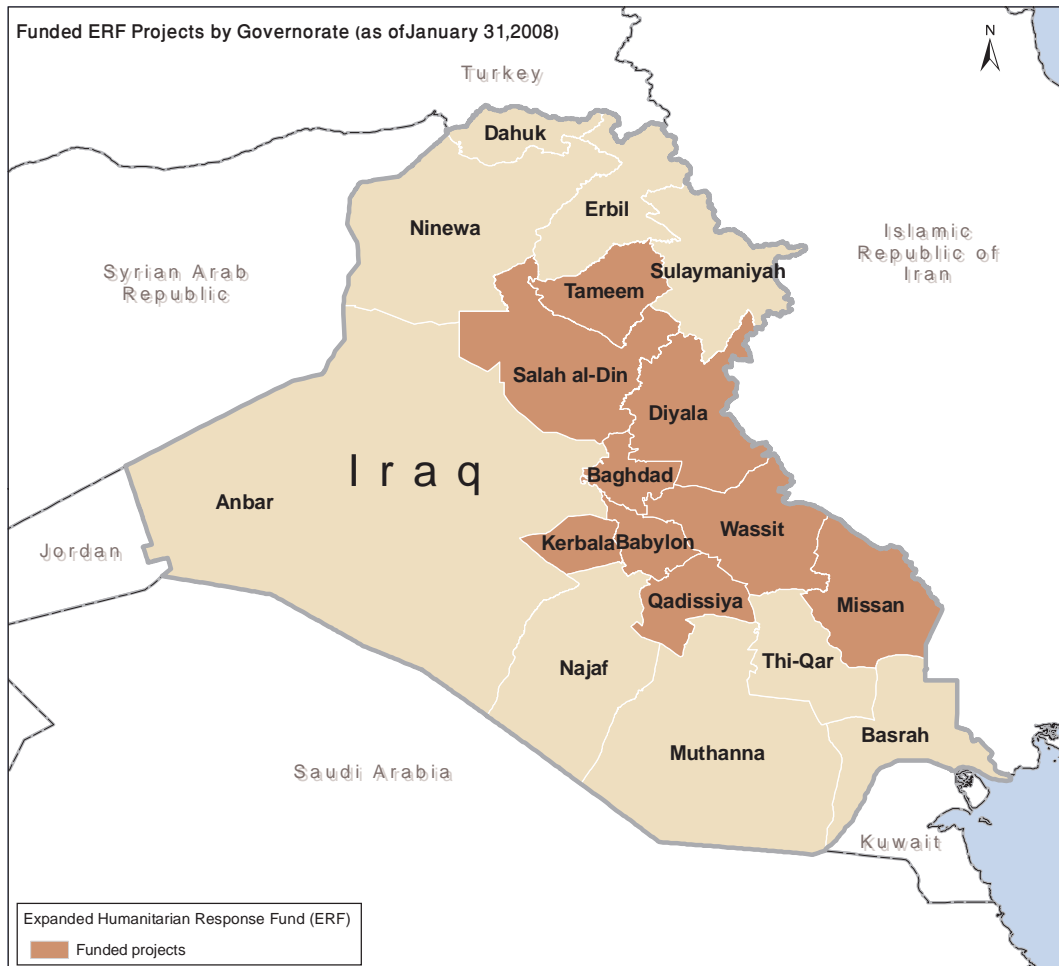 Funded ERF Projects by Governorate (as ofJanuary 31,2008)
N
Turkey
Dahuk
Ninewa
Erbil
Islamic
Republic of
Iran
Syrian Arab
Republic
Sulaymaniyah
Tameem
Salah al-Din
Diyala
Iraq
Baghdad
Anbar
Wassit
Jordan
Kerbala
Babylon
Qadissiya
Missan
Najaf
Thi-Qar
Basrah
Muthanna
Saudi Arabia
Kuwait
Expanded Humanitarian Response Fund (ERF)
Funded projects